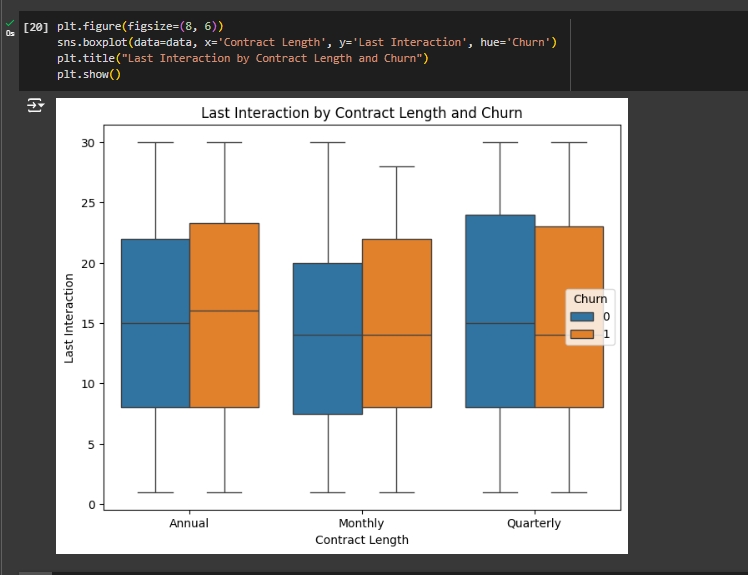 [20] plt.figure(figsize=(8, 6))
0s
sns.boxplot(data=data, x='Contract Length', y='Last Interaction', hue='Churn')
plt.title("Last Interaction by Contract Length and Churn")
plt.show()
Last Interaction by Contract Length and Churn
30
25
20
15
10
5
0
Last Interaction
Churn
0
1
Annual
Monthly
Quarterly
Contract Length